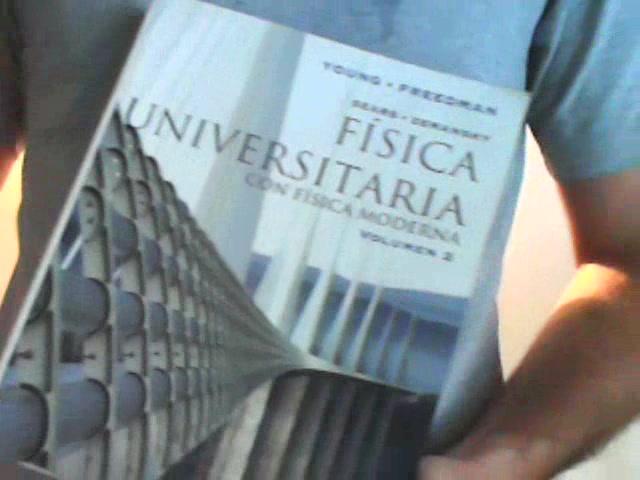 YOUNG • FREEDMAN
SEARS • ZEMANSKY
FÍSICA
UNIVERSITARIA
CON FÍSICA MODERNA
VOLUMEN 2